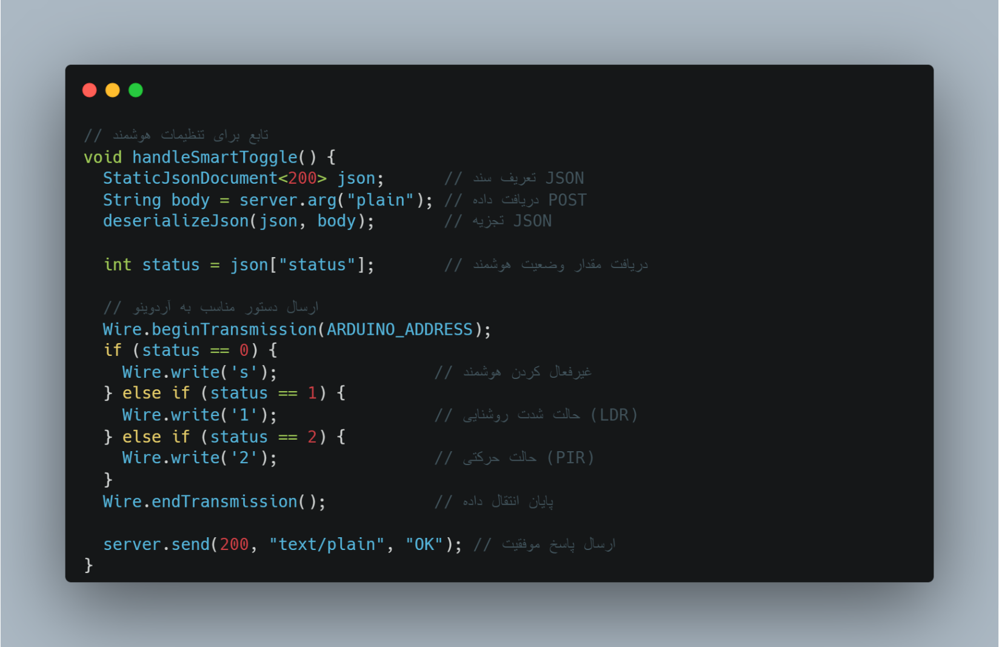 // تابع برای تنظیمات هوشمند
void handleSmartToggle() {
  StaticJsonDocument<200> json;      // تعریف سند JSON
  String body = server.arg("plain"); // دریافت داده POST
  deserializeJson(json, body);       // تجزیه JSON
  int status = json["status"];       // دریافت مقدار وضعیت هوشمند
  // ارسال دستور مناسب به آردوینو
  Wire.beginTransmission(ARDUINO_ADDRESS);
  if (status == 0) {
    Wire.write('s');                // غیرفعال کردن هوشمند
  } else if (status == 1) {
    Wire.write('1');                // حالت شدت روشنایی (LDR)
  } else if (status == 2) {
    Wire.write('2');                // حالت حرکتی (PIR)
  }
  Wire.endTransmission();           // پایان انتقال داده
  server.send(200, "text/plain", "OK"); // ارسال پاسخ موفقیت
}